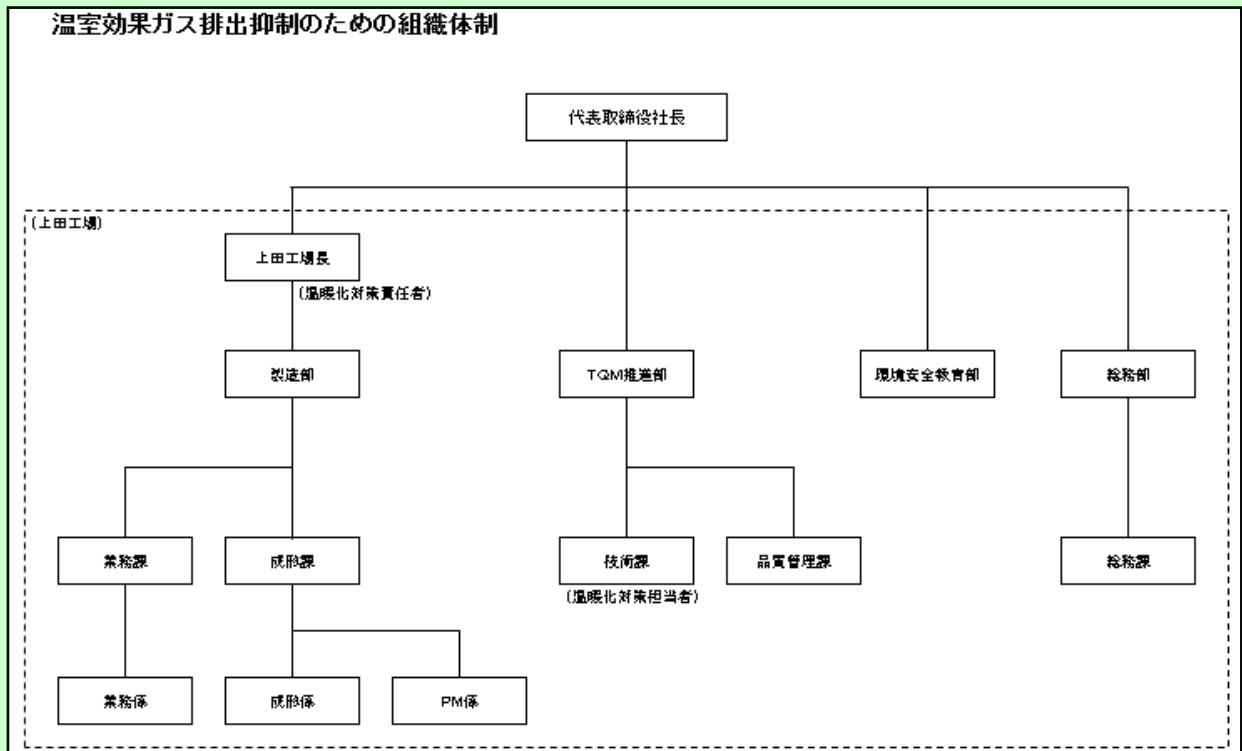 温室効果ガス排出抑制のための組織体制
代表取締役社長
(上田工場)
上田工場長
(温暖化対策責任者)
製造部
TQM推進部
環境安全教育部
総務部
業務課
成形課
技術課
品質管理課
総務課
(温暖化対策担当者)
業務係
成形係
PM係